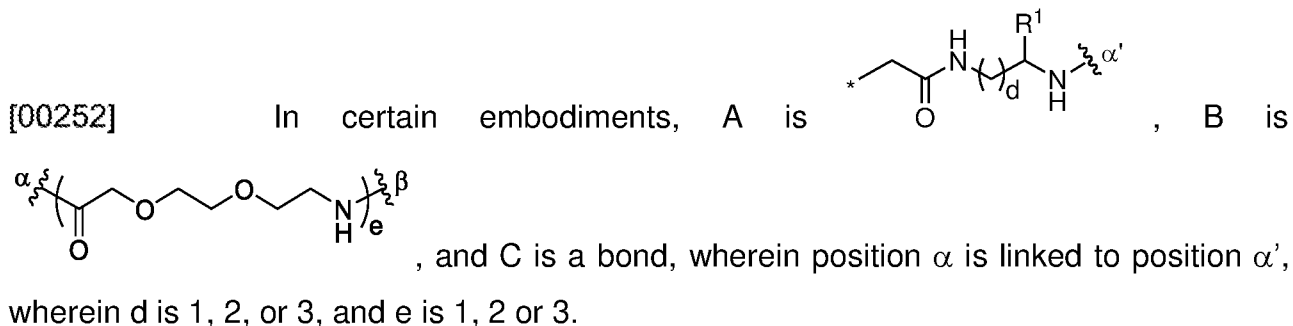 R¹
H
N
α'
( ) d
N
H
*
O
[00252] In certain embodiments, A is , B is
α
β
O
O
N
H
e
O
, and C is a bond, wherein position α is linked to position α',
wherein d is 1, 2, or 3, and e is 1, 2 or 3.